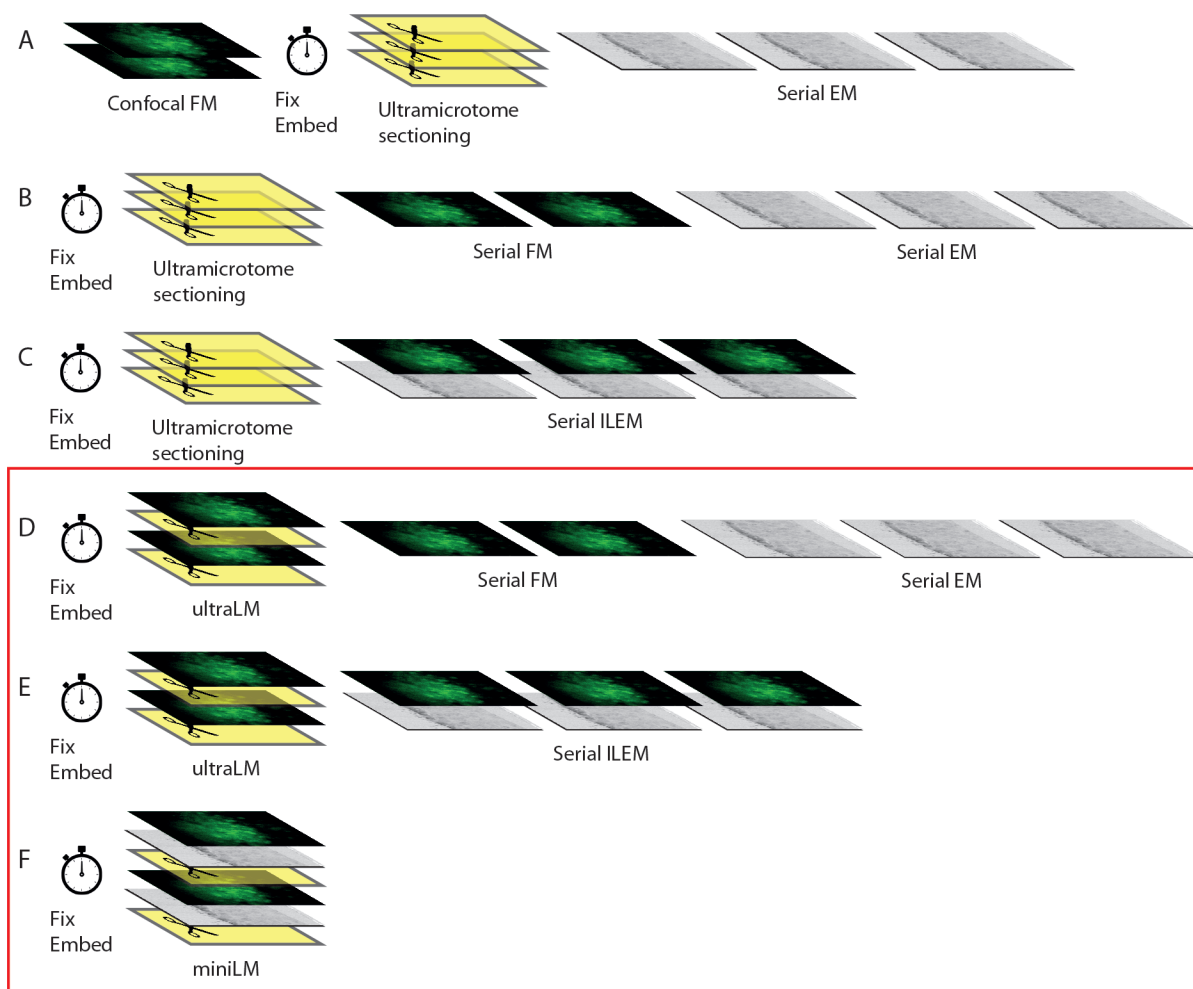 A
Confocal FM
Fix
Embed
Ultramicrotome
sectioning
Serial EM
B
Fix
Embed
Ultramicrotome
sectioning
Serial FM
Serial EM
C
Fix
Embed
Ultramicrotome
sectioning
Serial ILEM
D
Fix
Embed
ultraLM
Serial FM
Serial EM
E
Fix
Embed
ultraLM
Serial ILEM
F
Fix
Embed
miniLM